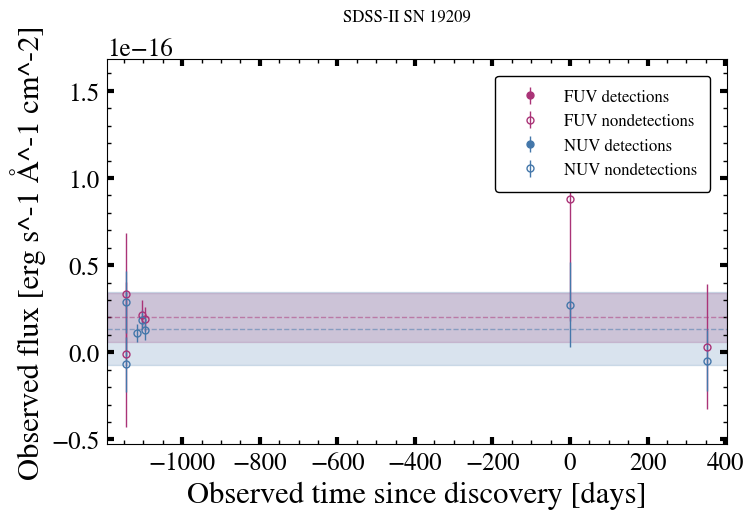 SDSS-II SN 19209
1e−16
Observed flux [erg s^-1 Å^-1 cm^-2]
1.5
1.0
0.5
0.0
−0.5
FUV detections
FUV nondetections
NUV detections
NUV nondetections
−1000 −800 −600 −400 −200 0 200 400
Observed time since discovery [days]